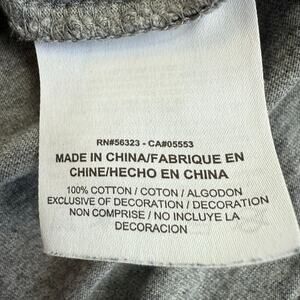 RN#56323 - CA#05553
MADE IN CHINA/FABRIQUE EN
CHINE/HECHO EN CHINA
100% COTTON / COTON / ALGODON
EXCLUSIVE OF DECORATION / DECORATION
NON COMPRISE / NO INCLUYE LA
DECORACION